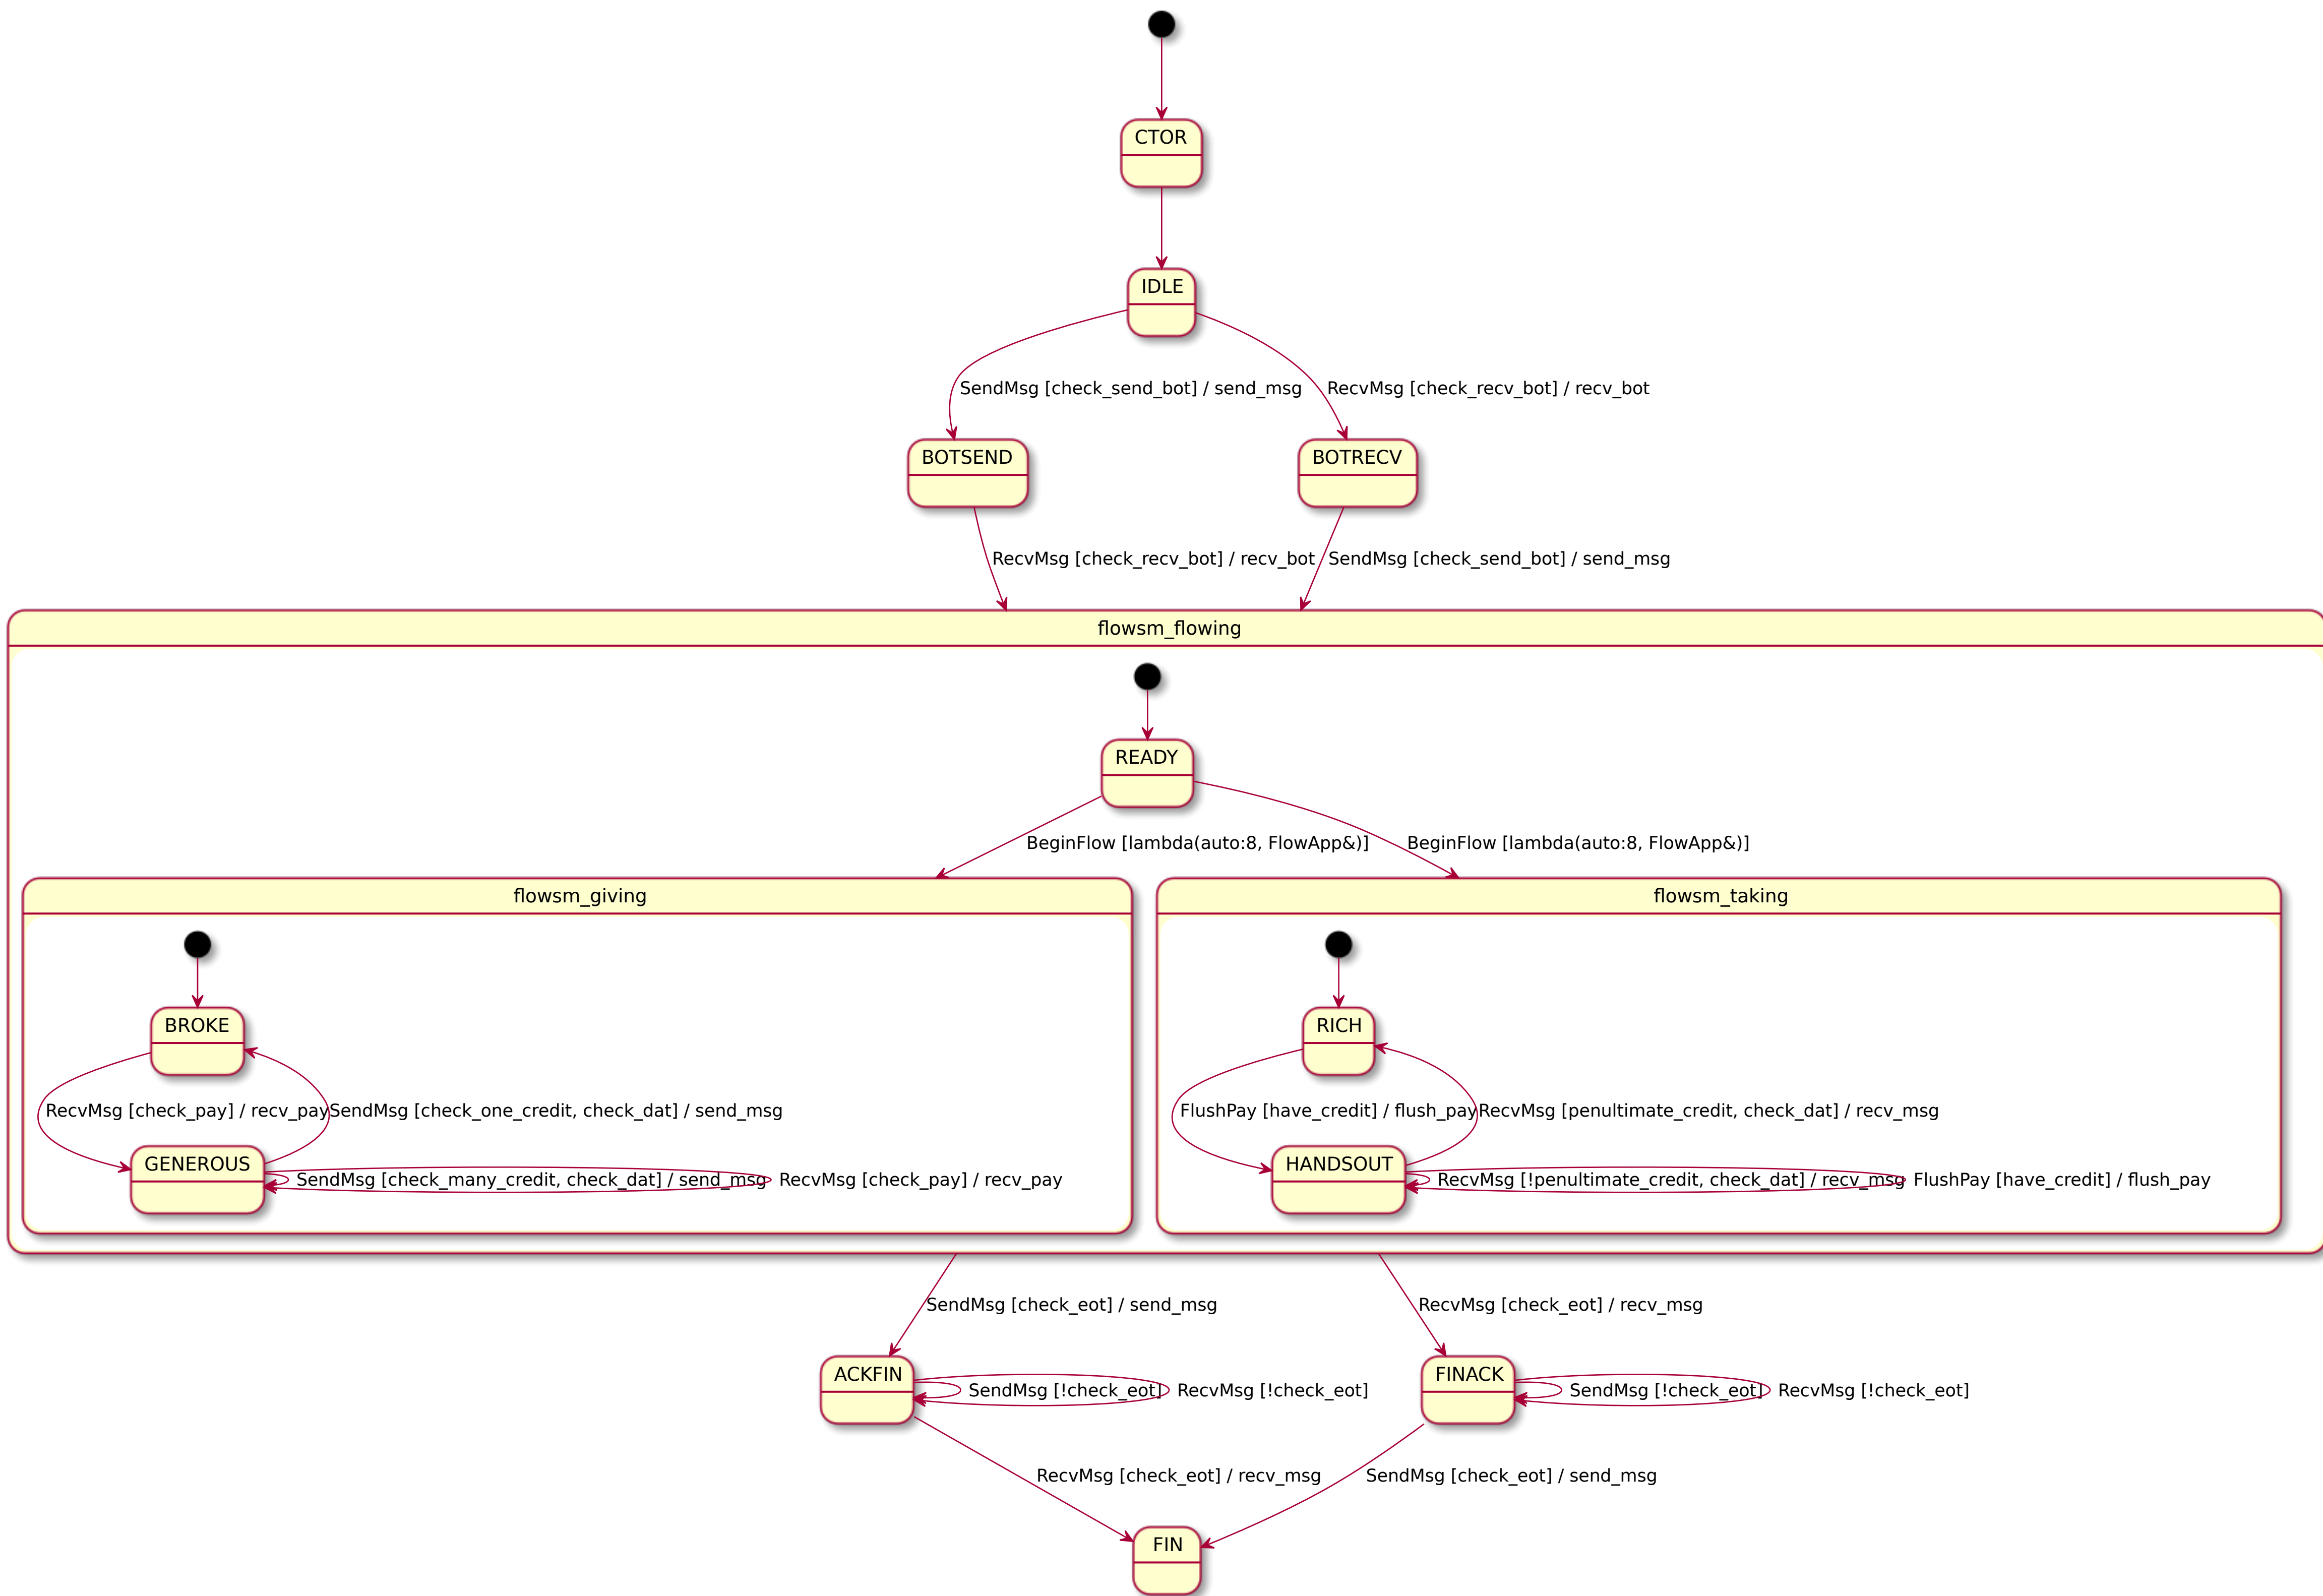 CTOR
IDLE
SendMsg [check_send_bot] / send_msg
RecvMsg [check_recv_bot] / recv_bot
BOTSEND
BOTRECV
RecvMsg [check_recv_bot] / recv_bot
SendMsg [check_send_bot] / send_msg
flowsm_flowing
READY
BeginFlow [lambda(auto:8, FlowApp&)]
BeginFlow [lambda(auto:8, FlowApp&)]
flowsm_giving
flowsm_taking
BROKE
RICH
RecvMsg [check_pay] / recv_pay
SendMsg [check_one_credit, check_dat] / send_msg
FlushPay [have_credit] / flush_pay
RecvMsg [penultimate_credit, check_dat] / recv_msg
GENEROUS
SendMsg [check_many_credit, check_dat] / send_msg
RecvMsg [check_pay] / recv_pay
HANDSOUT
RecvMsg [!penultimate_credit, check_dat] / recv_msg
FlushPay [have_credit] / flush_pay
SendMsg [check_eot] / send_msg
RecvMsg [check_eot] / recv_msg
ACKFIN
SendMsg [!check_eot]
RecvMsg [!check_eot]
FINACK
SendMsg [!check_eot]
RecvMsg [!check_eot]
RecvMsg [check_eot] / recv_msg
SendMsg [check_eot] / send_msg
FIN